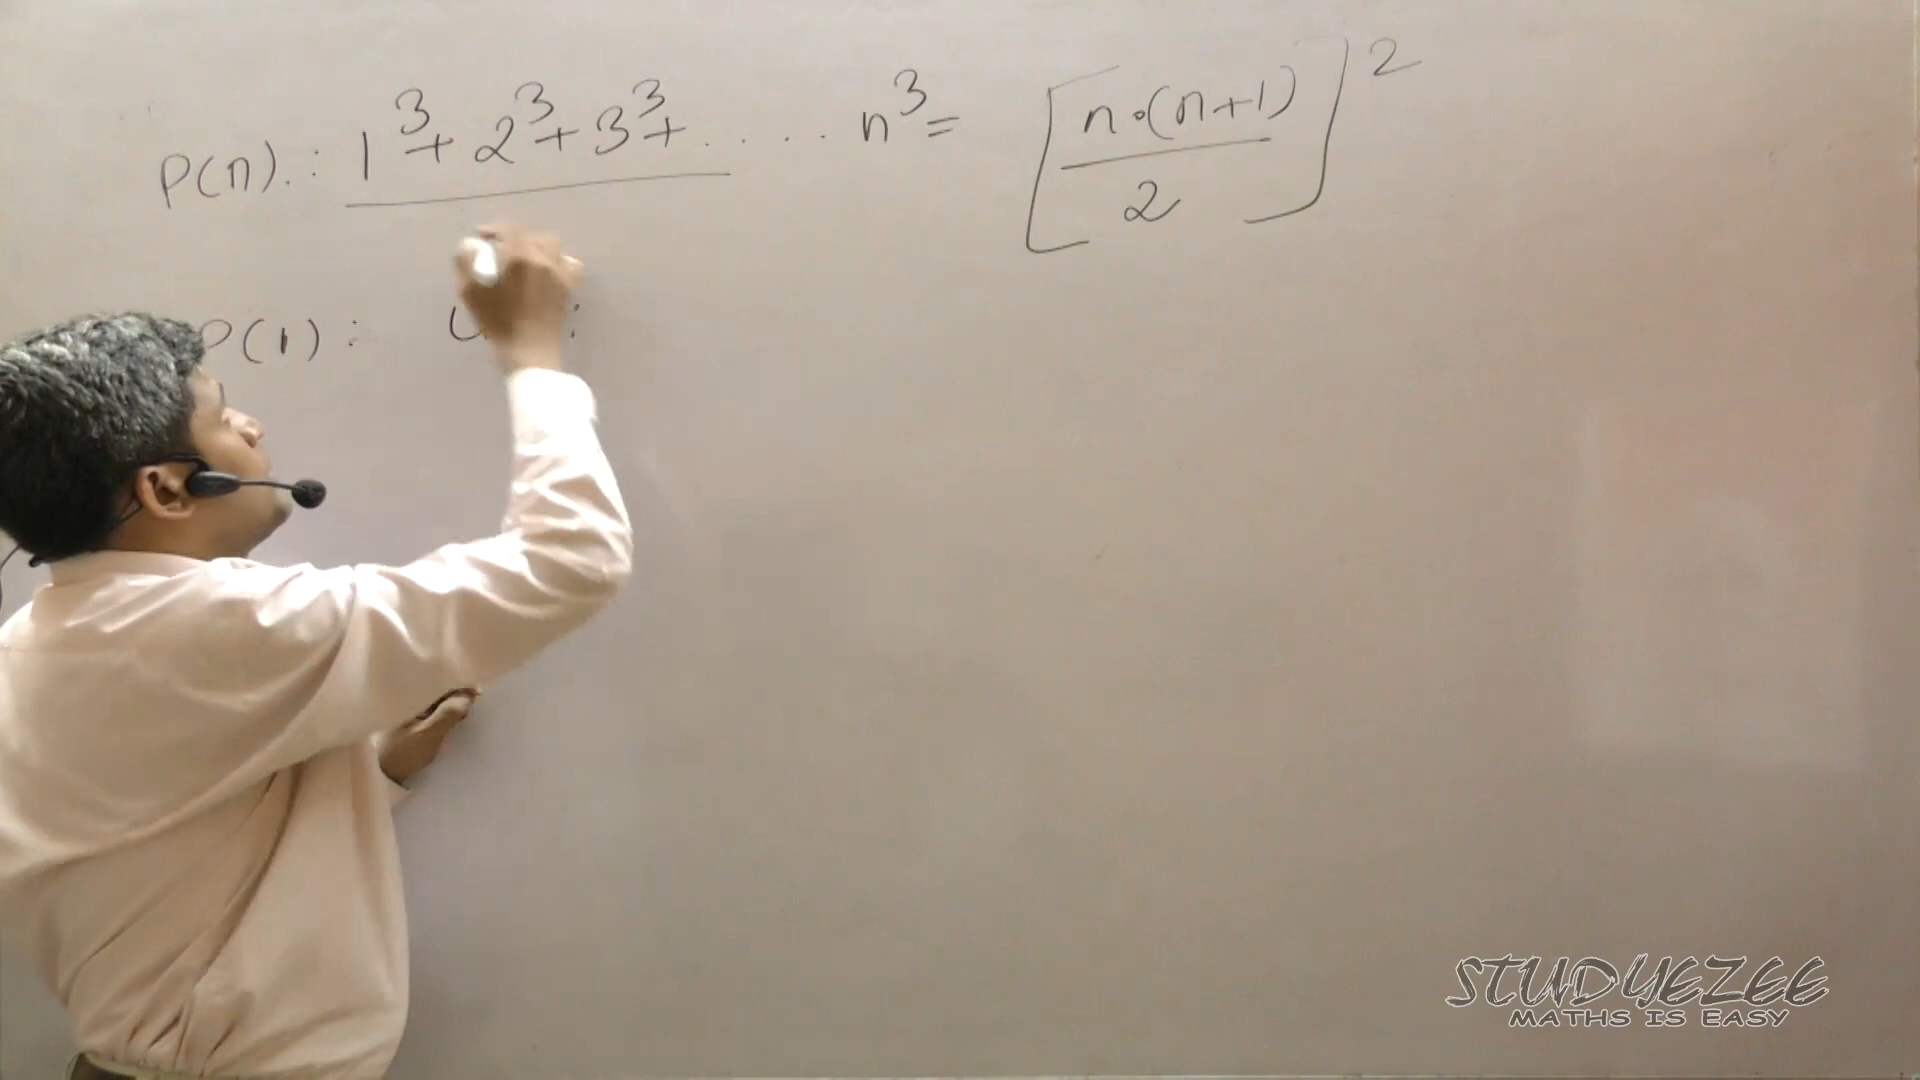 P(n).: 1³+2³+3³+..... n³= [n.(n+1)/2]²
P(1):
STUDYEZEE
MATHS IS EASY